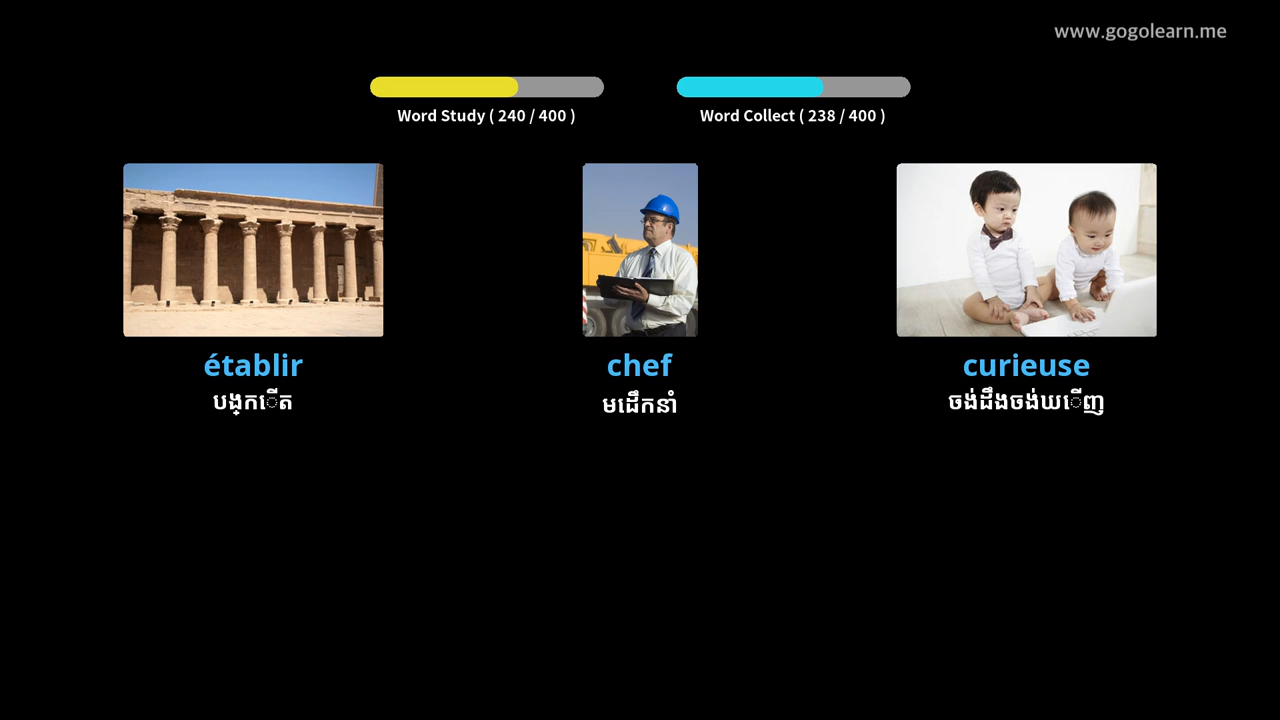 www.gogolearn.me
Word Study ( 240 / 400 )
Word Collect ( 238 / 400 )
établir
chef
curieuse
បង្កើត
មេដឹកនាំ
ចង់ដឹងចង់ឃើញ